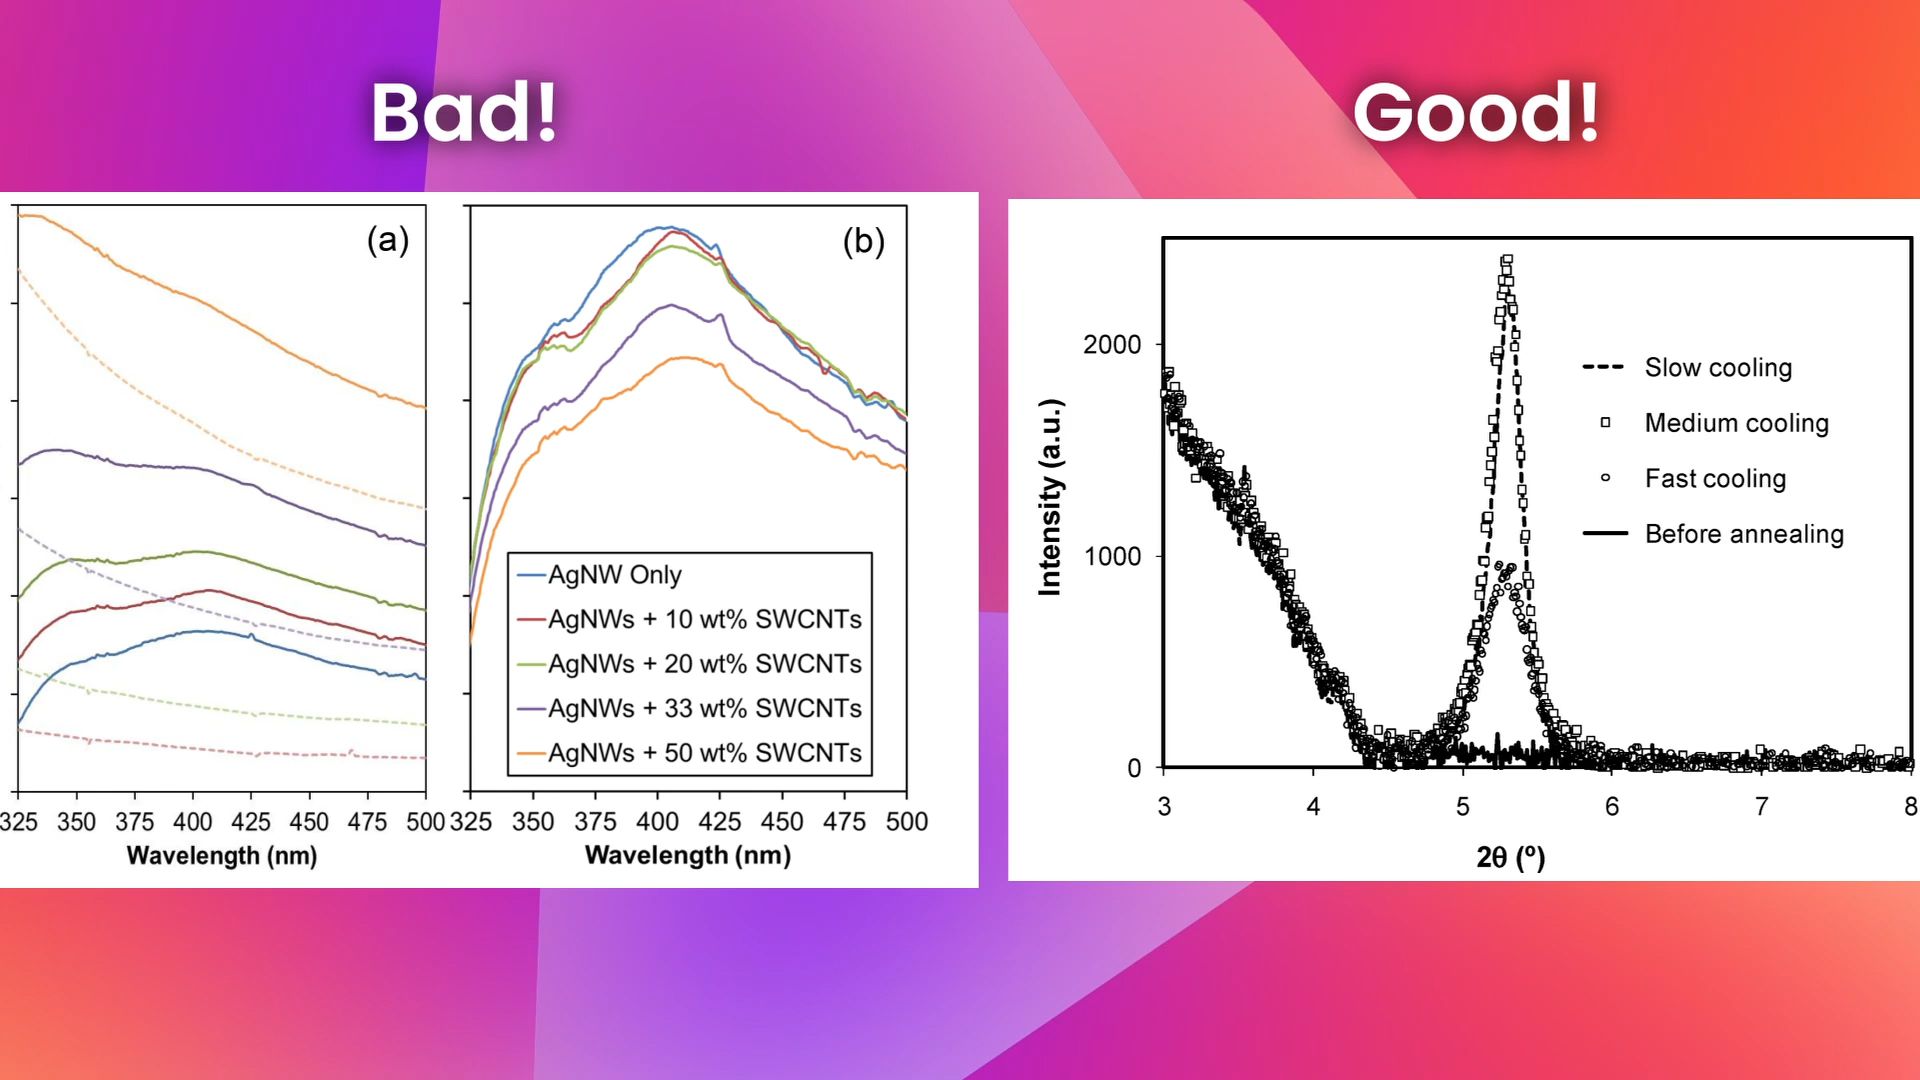 Bad!
Good!
(a)
325 350 375 400 425 450 475 500
Wavelength (nm)
(b)
AgNW Only
AgNWs + 10 wt% SWCNTs
AgNWs + 20 wt% SWCNTs
AgNWs + 33 wt% SWCNTs
AgNWs + 50 wt% SWCNTs
325 350 375 400 425 450 475 500
Wavelength (nm)
Intensity (a.u.)
2000
1000
0
Slow cooling
Medium cooling
Fast cooling
Before annealing
3 4 5 6 7 8
2θ (º)